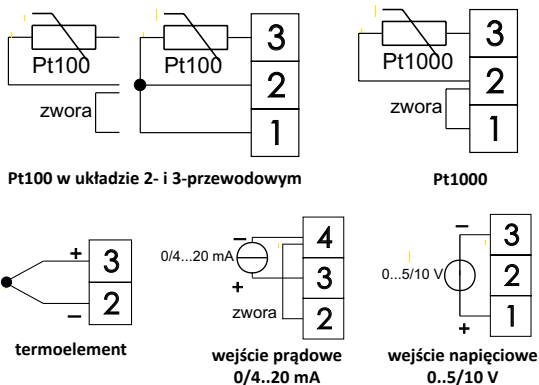 Pt100
zwora
Pt100
3
2
1
Pt100 w układzie 2- i 3-przewodowym
Pt1000
zwora
3
2
1
Pt1000
+
–
3
2
termoelement
0/4...20 mA
–
+
zwora
4
3
2
wejście prądowe
0/4..20 mA
–
0...5/10 V
+
3
2
1
wejście napięciowe
0..5/10 V